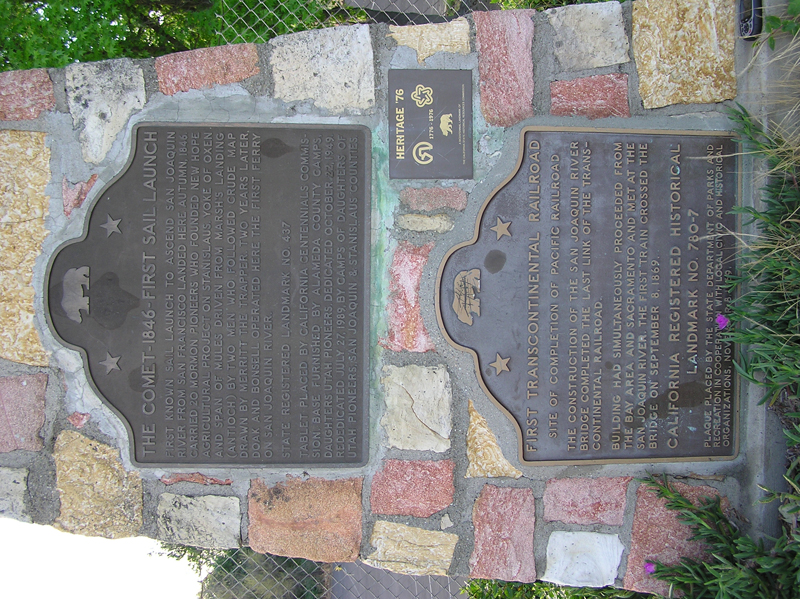 THE COMET-1846-FIRST SAIL LAUNCH
FIRST KNOWN SAIL LAUNCH TO ASCEND SAN JOAQUIN
RIVER FROM SAN FRANCISCO LANDED HERE AUTUMN, 1846.
CARRIED 20 MORMON PIONEERS WHO FOUNDED NEW HOPE
AGRICULTURAL PROJECT ON STANISLAUS. YOKE OF OXEN
AND SPAN OF MULES DRIVEN FROM MARSH'S LANDING
(ANTIOCH) BY TWO MEN, WHO FOLLOWED CRUDE MAP
DRAWN BY MERRITT THE TRAPPER. TWO YEARS LATER,
DOAK AND BONSELL OPERATED HERE THE FIRST FERRY
ON SAN JOAQUIN RIVER.
STATE REGISTERED LANDMARK NO. 437
TABLET PLACED BY CALIFORNIA CENTENNIALS COMMIS-
SION. BASE FURNISHED BY ALAMEDA COUNTY CAMPS,
DAUGHTERS UTAH PIONEERS. DEDICATED OCTOBER 22, 1949
REDEDICATED JULY 27, 1989, BY CAMPS OF DAUGHTERS OF
UTAH PIONEERS, SAN JOAQUIN & STANISLAUS COUNTIES.
HERITAGE '76
1776-1976
FIRST TRANSCONTINENTAL RAILROAD
SITE OF COMPLETION OF PACIFIC RAILROAD
THE CONSTRUCTION OF THE SAN JOAQUIN RIVER
BRIDGE COMPLETED THE LAST LINK OF THE TRANS-
CONTINENTAL RAILROAD.
BUILDING HAD SIMULTANEOUSLY PROCEEDED FROM
THE BAY AREA AND SACRAMENTO AND MET AT THE
SAN JOAQUIN RIVER. THE FIRST TRAIN CROSSED THE
BRIDGE ON SEPTEMBER 8, 1869.
CALIFORNIA REGISTERED HISTORICAL
LANDMARK NO. 780-7
PLAQUE PLACED BY THE STATE DEPARTMENT OF PARKS AND
RECREATION IN COOPERATION WITH LOCAL CIVIC AND HISTORICAL
ORGANIZATIONS,